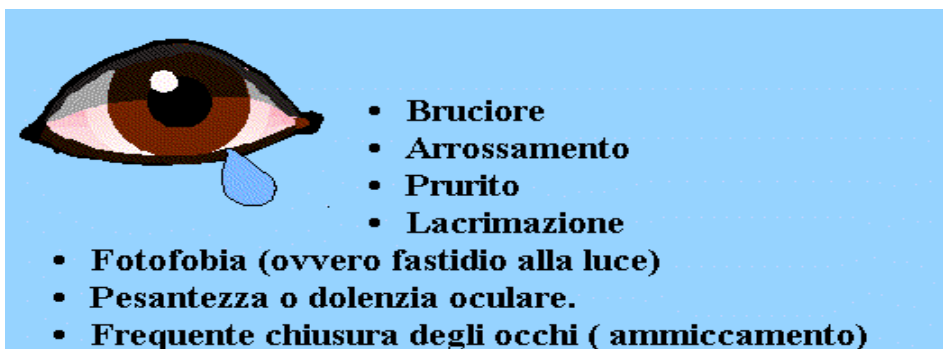 • Bruciore
• Arrossamento
• Prurito
• Lacrimazione
• Fotofobia (ovvero fastidio alla luce)
• Pesantezza o dolenzia oculare.
• Frequente chiusura degli occhi ( ammiccamento)